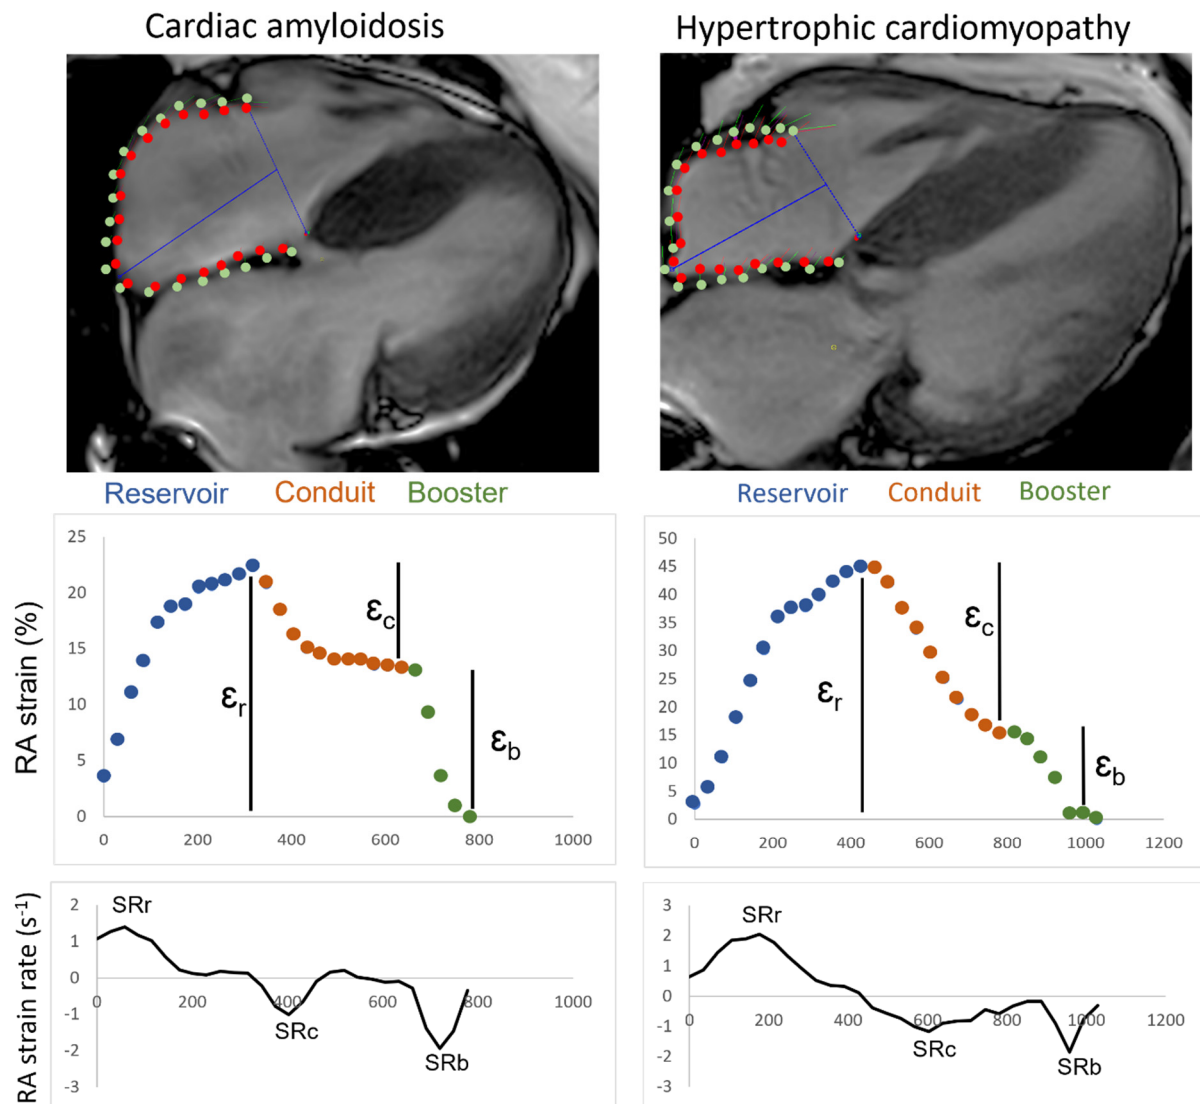 Cardiac amyloidosis
Hypertrophic cardiomyopathy
Reservoir Conduit Booster
Reservoir Conduit Booster
RA strain (%)
25
20
15
10
5
0
0 200 400 600 800 1000
εr
εc
εb
50
45
40
35
30
25
20
15
10
5
0
0 200 400 600 800 1000 1200
εr
εc
εb
RA strain rate (s-1)
2
1
0
-1
-2
-3
0 200 400 600 800 1000
SRr
SRc
SRb
3
2
1
0
-1
-2
-3
0 200 400 600 800 1000 1200
SRr
SRc
SRb